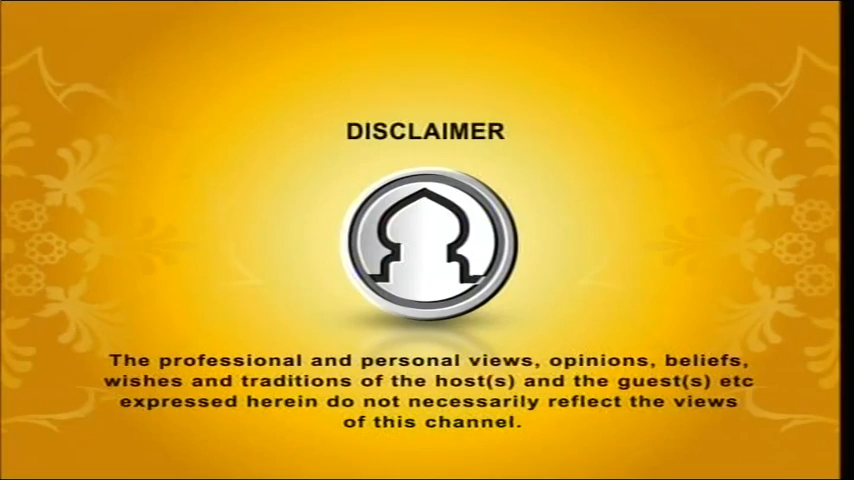 DISCLAIMER
The professional and personal views, opinions, beliefs,
wishes and traditions of the host(s) and the guest(s) etc
expressed herein do not necessarily reflect the views
of this channel.